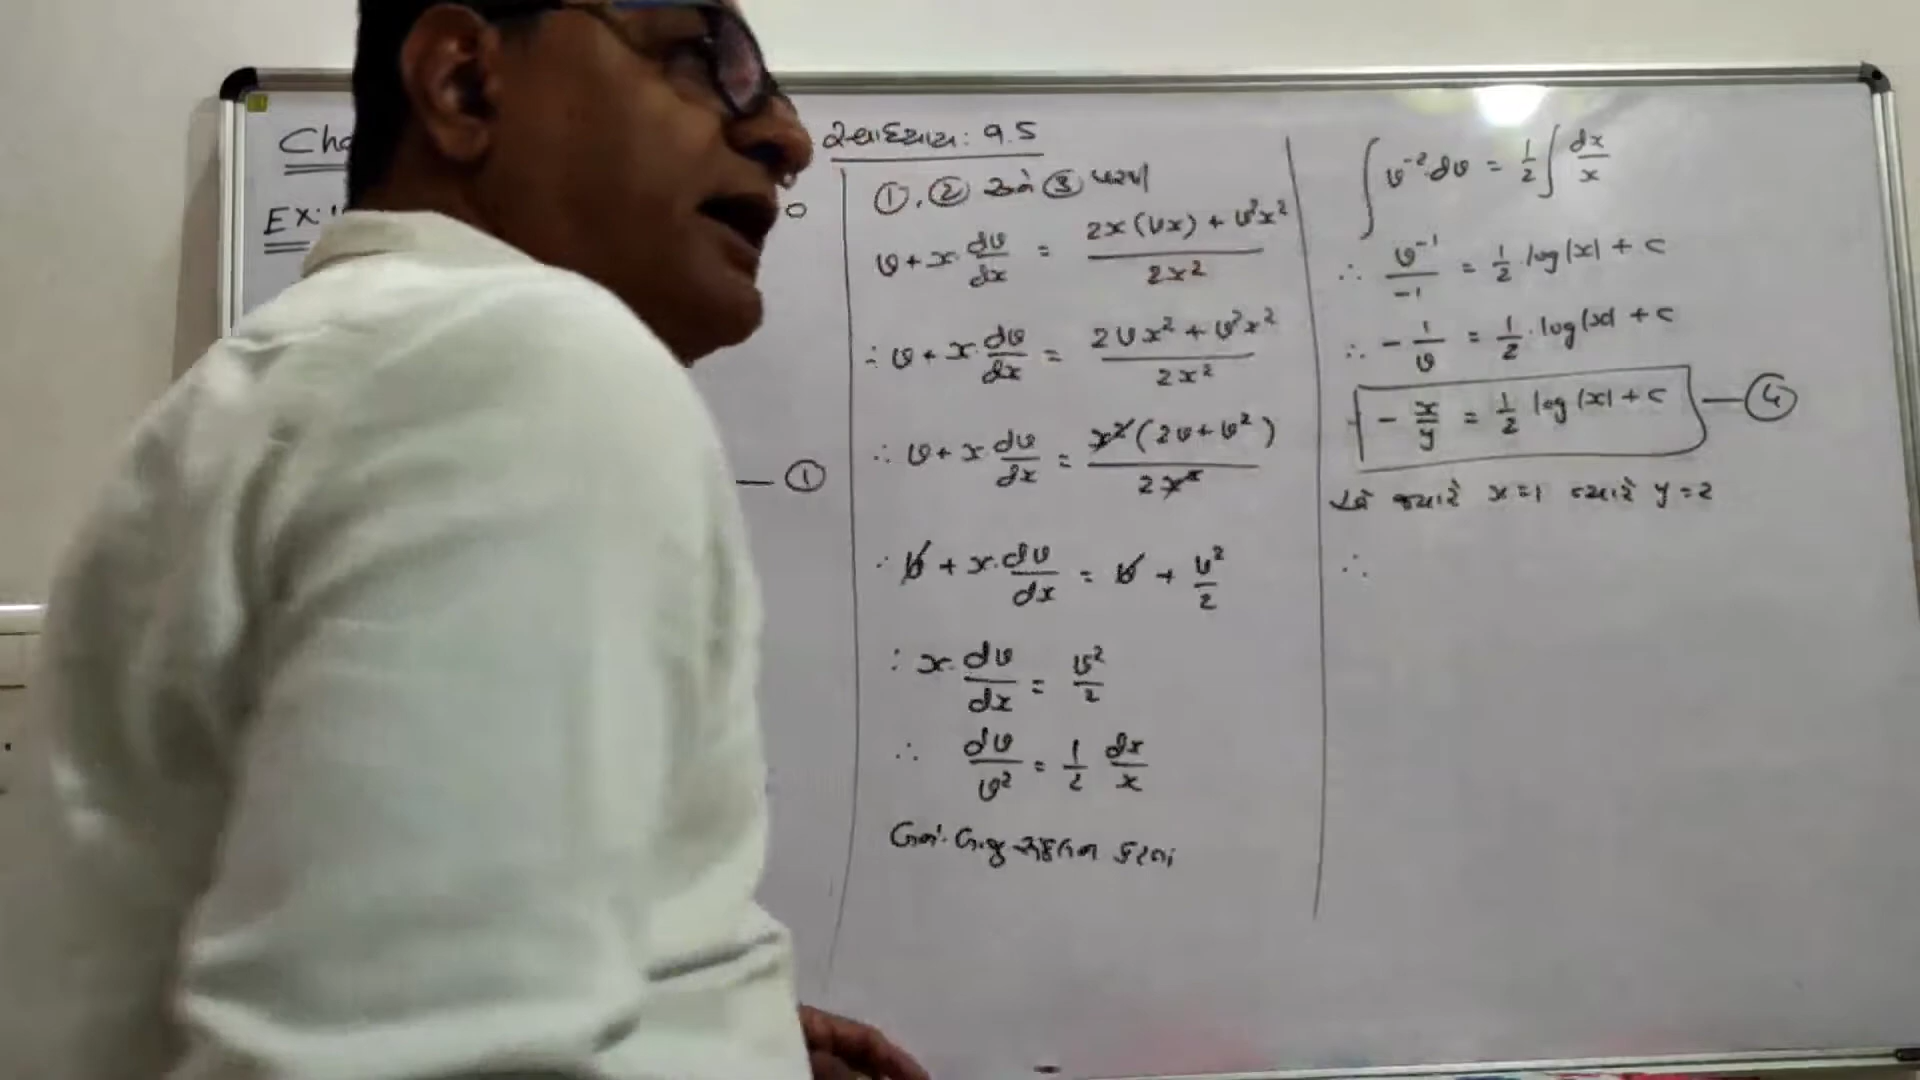 સ્વાધ્યાય: 9.5
EX:
— ①
①, ② અને ③ પરથી
v + x · dv/dx = (2x(vx) + v²x²) / 2x²
∴ v + x · dv/dx = (2vx² + v²x²) / 2x²
∴ v + x dv/dx = x²(2v + v²) / 2x²
∴ v + x · dv/dx = v + v²/2
∴ x · dv/dx = v²/2
∴ dv/v² = 1/2 dx/x
સંકલન કરતાં
∫ v⁻² · dv = 1/2 ∫ dx/x
∴ v⁻¹/-1 = 1/2 · log|x| + c
∴ - 1/v = 1/2 · log|x| + c
- x/y = 1/2 log|x| + c — ④
જ્યારે x = 1 ત્યારે y = 2
∴